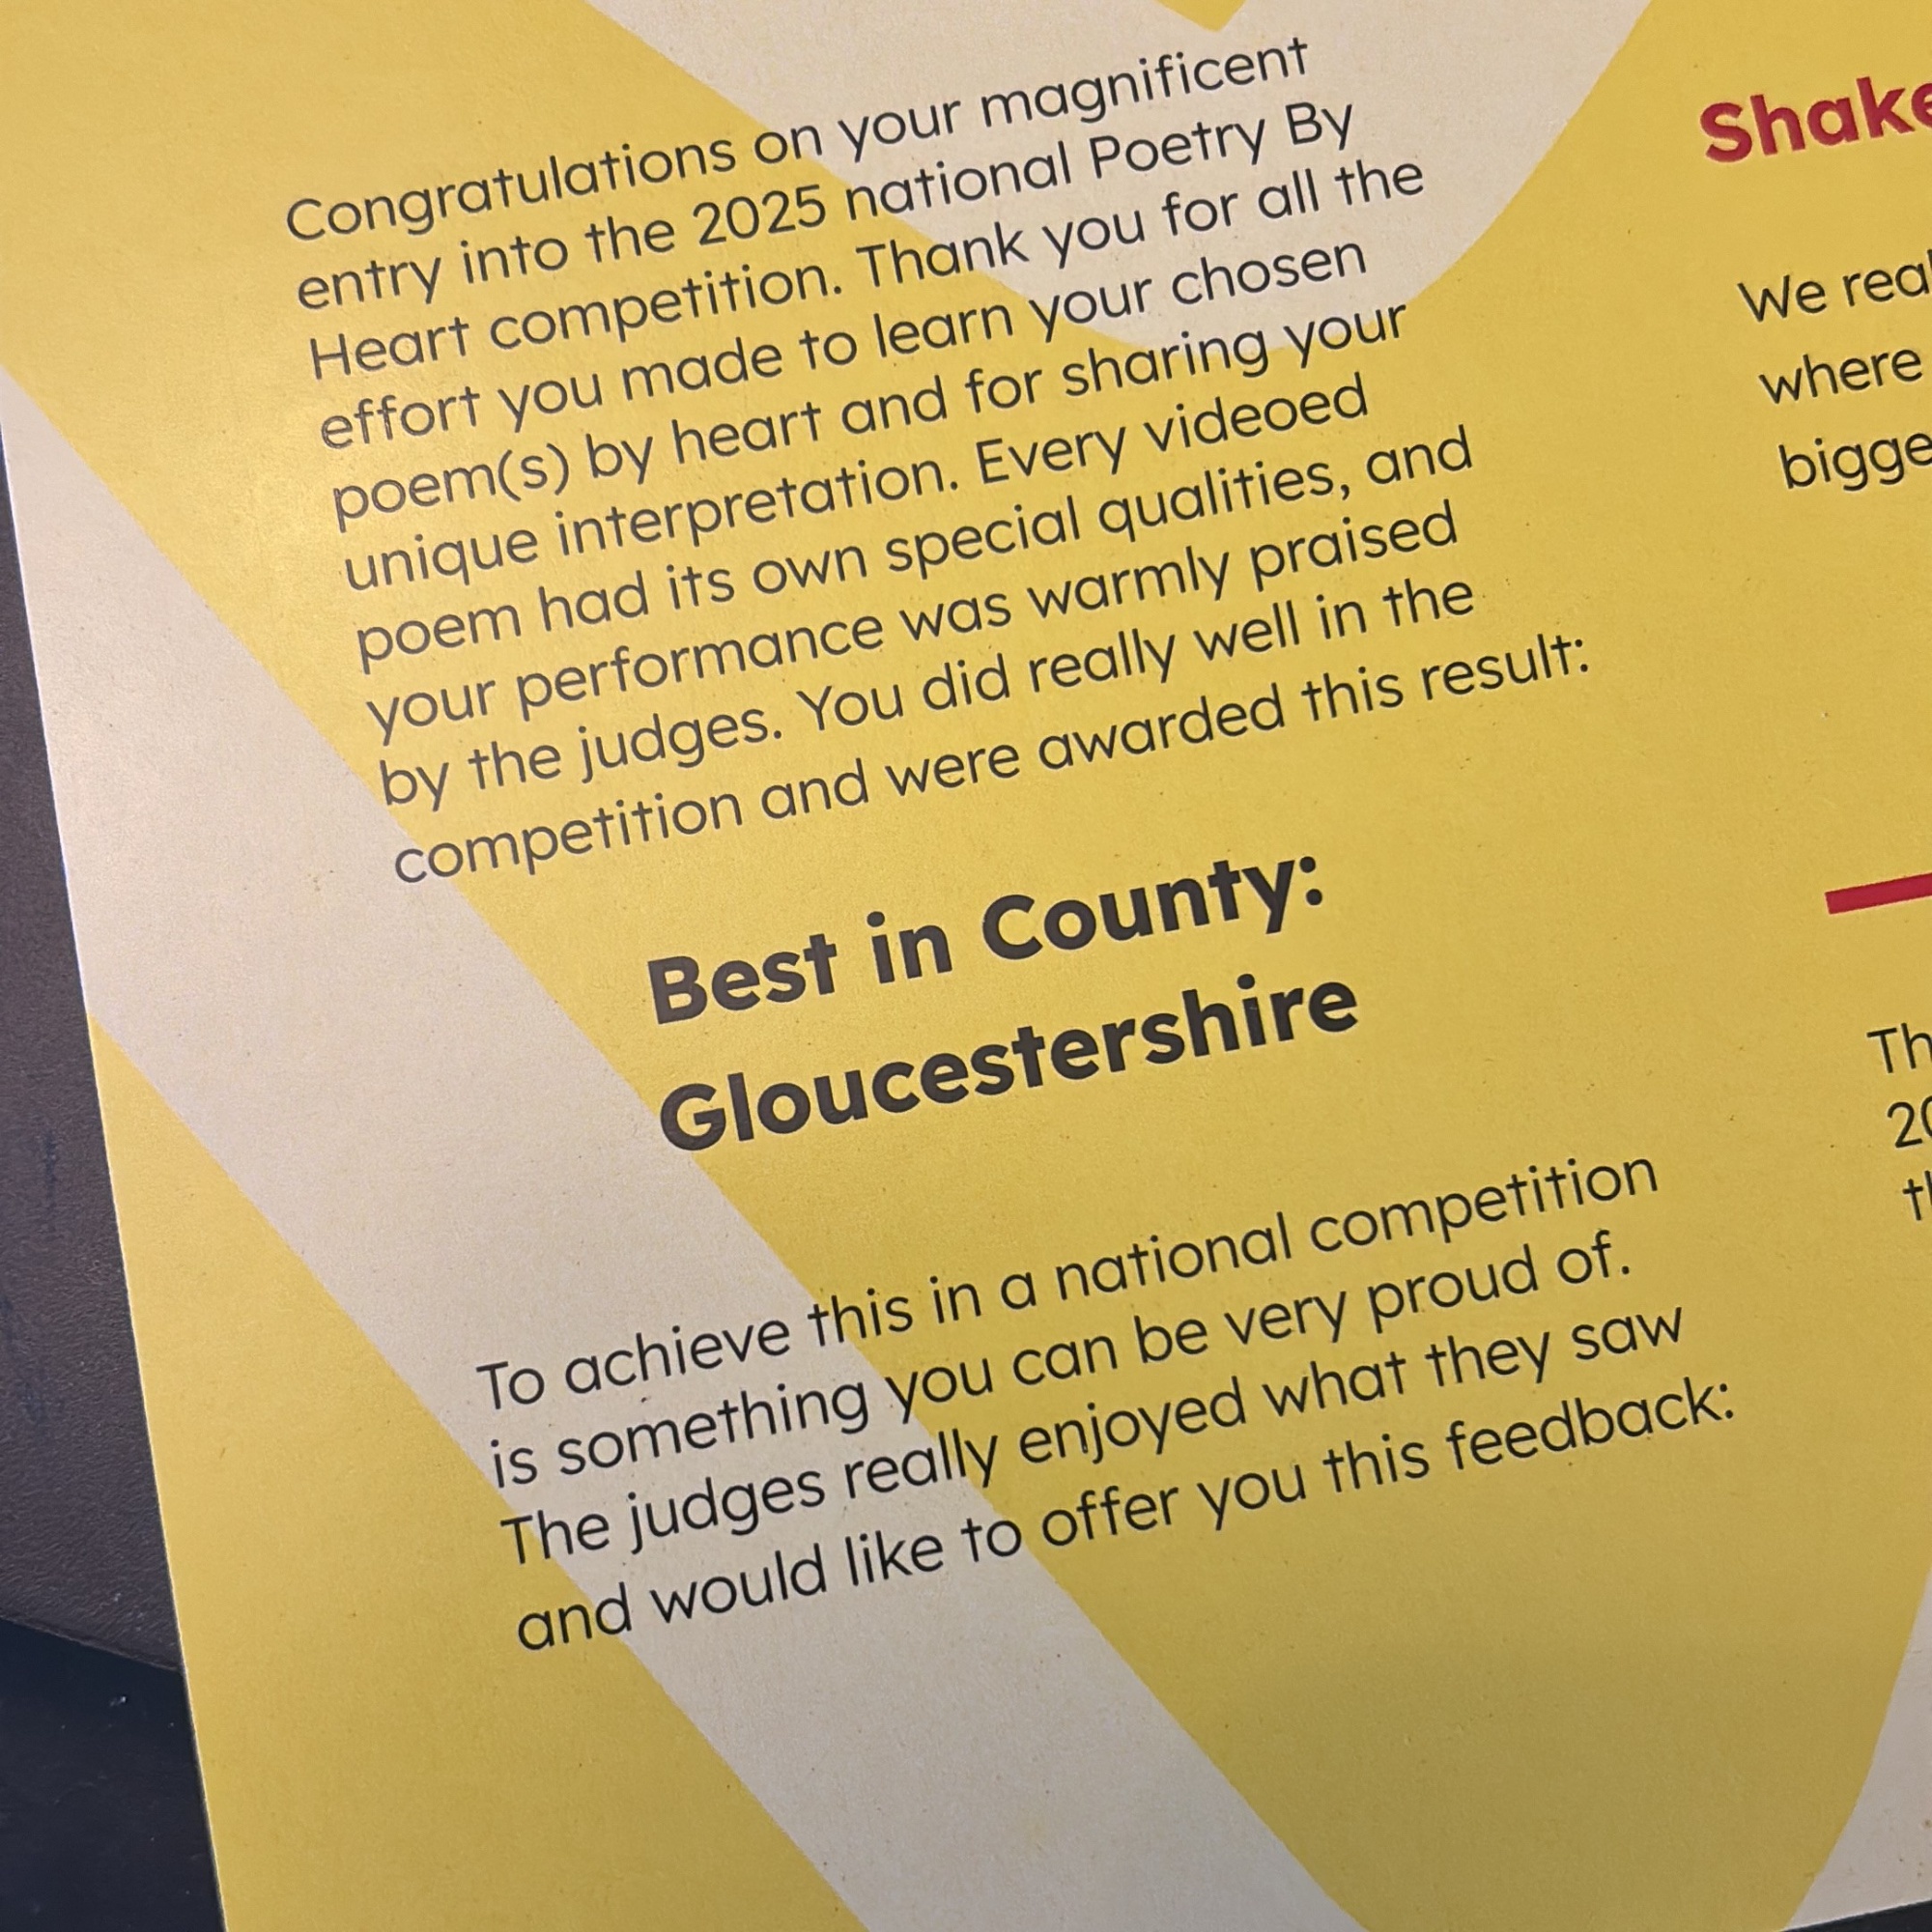 Congratulations on your magnificent
entry into the 2025 national Poetry By
Heart competition. Thank you for all the
effort you made to learn your chosen
poem(s) by heart and for sharing your
unique interpretation. Every videoed
poem had its own special qualities, and
your performance was warmly praised
by the judges. You did really well in the
competition and were awarded this result:
Best in County:
Gloucestershire
To achieve this in a national competition
is something you can be very proud of.
The judges really enjoyed what they saw
and would like to offer you this feedback:
We
where